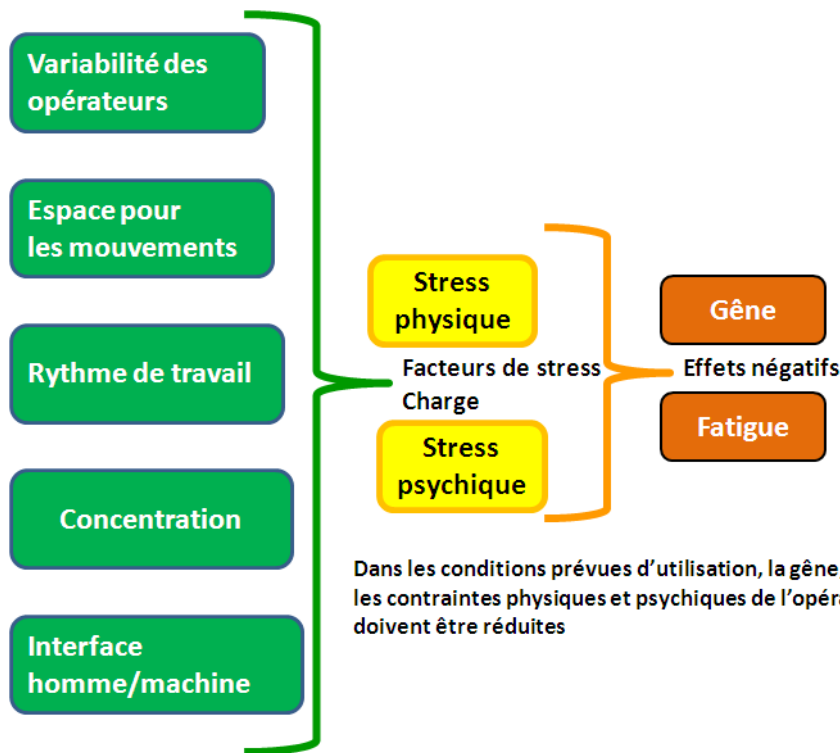 Variabilité des
opérateurs
Espace pour
les mouvements
Rythme de travail
Concentration
Interface
homme/machine
Stress
physique
Facteurs de stress
Charge
Stress
psychique
Gêne
Effets négatifs
Fatigue
Dans les conditions prévues d'utilisation, la gêne,
les contraintes physiques et psychiques de l'opéra
doivent être réduites